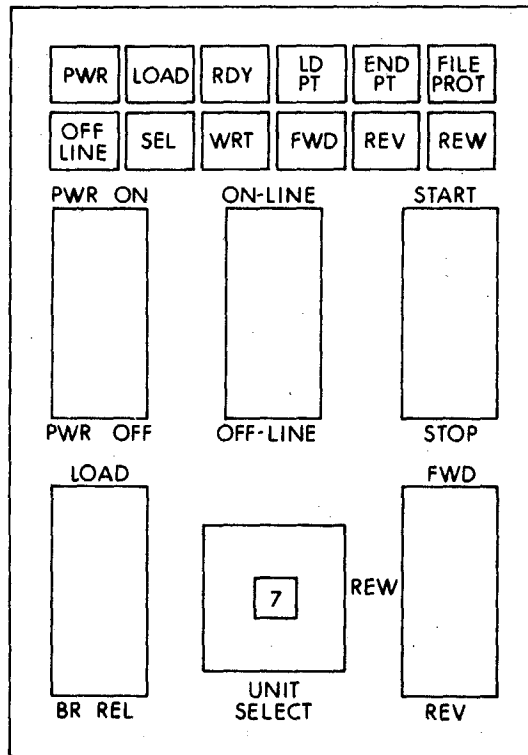 PWR LOAD RDY LD PT END PT FILE PROT
OFF LINE SEL WRT FWD REV REW
PWR ON ON-LINE START
PWR OFF OFF-LINE STOP
LOAD FWD
7 REW
BR REL UNIT SELECT REV